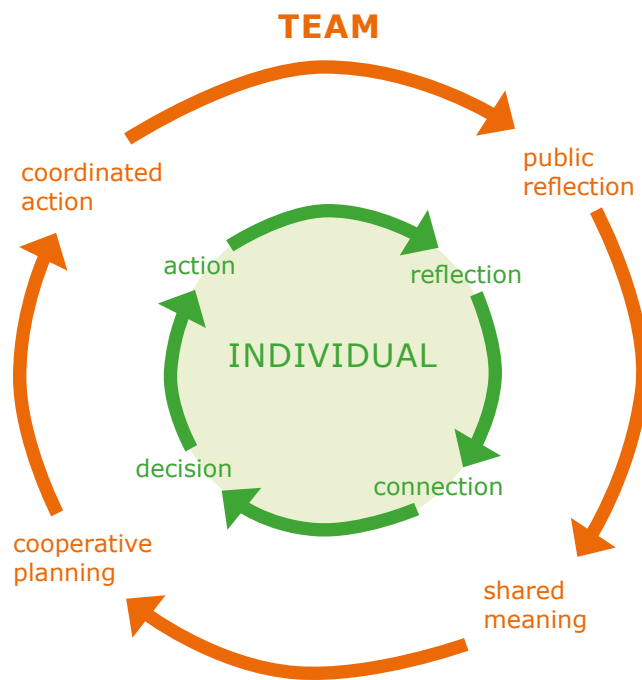 TEAM
coordinated
action
public
reflection
action
reflection
INDIVIDUAL
decision
connection
cooperative
planning
shared
meaning